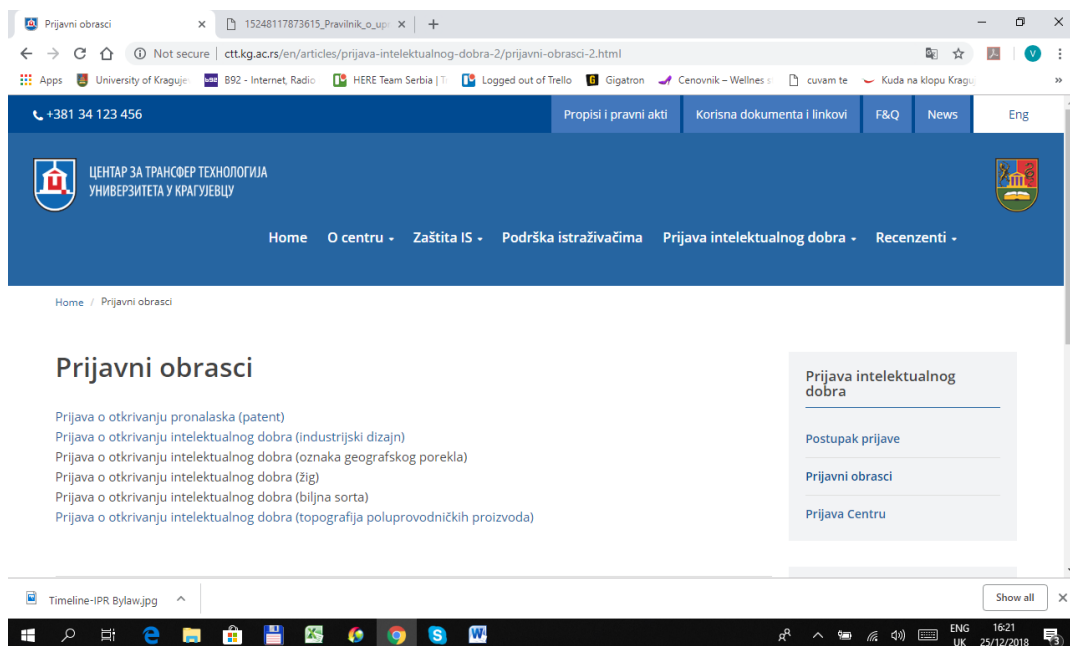 Prijavni obrasci
15248117873615_Pravilnik_o_upr
Not secure | ctt.kg.ac.rs/en/articles/prijava-intelektualnog-dobra-2/prijavni-obrasci-2.html
V
Apps University of Kraguje B92 - Internet, Radio HERE Team Serbia | T Logged out of Trello G Gigatron Cenovnik – Wellnes s cuvam te Kuda na klopu Kragu »
+381 34 123 456 Propisi i pravni akti Korisna dokumenta i linkovi F&Q News Eng
ЦЕНТАР ЗА ТРАНСФЕР ТЕХНОЛОГИЈА
УНИВЕРЗИТЕТА У КРАГУЈЕВЦУ
Home O centru Zaštita IS Podrška istraživačima Prijava intelektualnog dobra Recenzenti
Home / Prijavni obrasci
Prijavni obrasci
Prijava o otkrivanju pronalaska (patent)
Prijava o otkrivanju intelektualnog dobra (industrijski dizajn)
Prijava o otkrivanju intelektualnog dobra (oznaka geografskog porekla)
Prijava o otkrivanju intelektualnog dobra (žig)
Prijava o otkrivanju intelektualnog dobra (biljna sorta)
Prijava o otkrivanju intelektualnog dobra (topografija poluprovodničkih proizvoda)
Prijava intelektualnog
dobra
Postupak prijave
Prijavni obrasci
Prijava Centru
Timeline-IPR Bylaw.jpg Show all
ENG 16:21
UK 25/12/2018 3